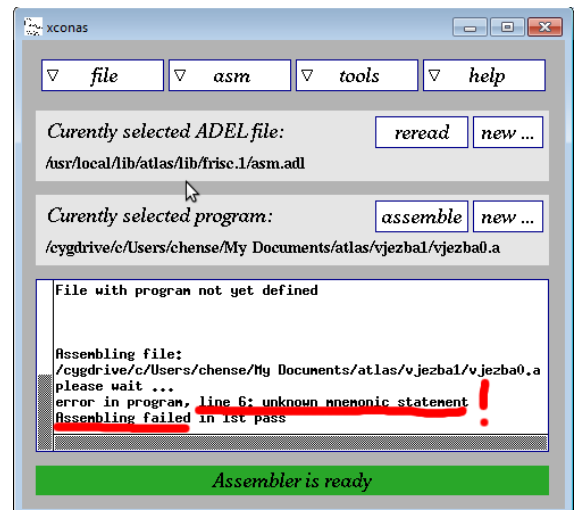 xconas
▽ file ▽ asm ▽ tools ▽ help
Curently selected ADEL file: reread new ...
/usr/local/lib/atlas/lib/frisc.1/asm.adl
Curently selected program: assemble new ...
/cygdrive/c/Users/chense/My Documents/atlas/vjezba1/vjezba0.a
File with program not yet defined
Assembling file:
/cygdrive/c/Users/chense/My Documents/atlas/vjezba1/vjezba0.a
please wait ...
error in program, line 6: unknown mnemonic statement !
Assembling failed in 1st pass
Assembler is ready